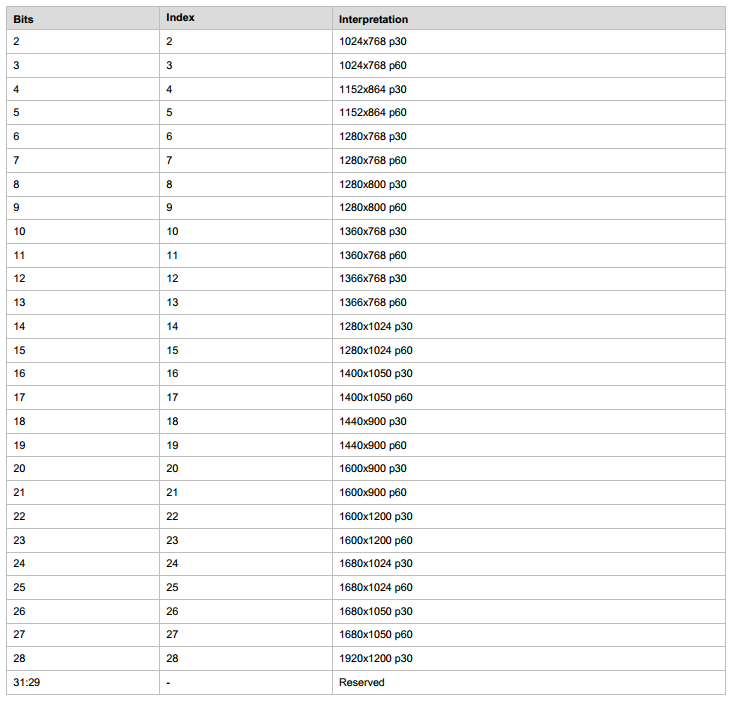 Bits Index Interpretation
2 2 1024x768 p30
3 3 1024x768 p60
4 4 1152x864 p30
5 5 1152x864 p60
6 6 1280x768 p30
7 7 1280x768 p60
8 8 1280x800 p30
9 9 1280x800 p60
10 10 1360x768 p30
11 11 1360x768 p60
12 12 1366x768 p30
13 13 1366x768 p60
14 14 1280x1024 p30
15 15 1280x1024 p60
16 16 1400x1050 p30
17 17 1400x1050 p60
18 18 1440x900 p30
19 19 1440x900 p60
20 20 1600x900 p30
21 21 1600x900 p60
22 22 1600x1200 p30
23 23 1600x1200 p60
24 24 1680x1024 p30
25 25 1680x1024 p60
26 26 1680x1050 p30
27 27 1680x1050 p60
28 28 1920x1200 p30
31:29 - Reserved